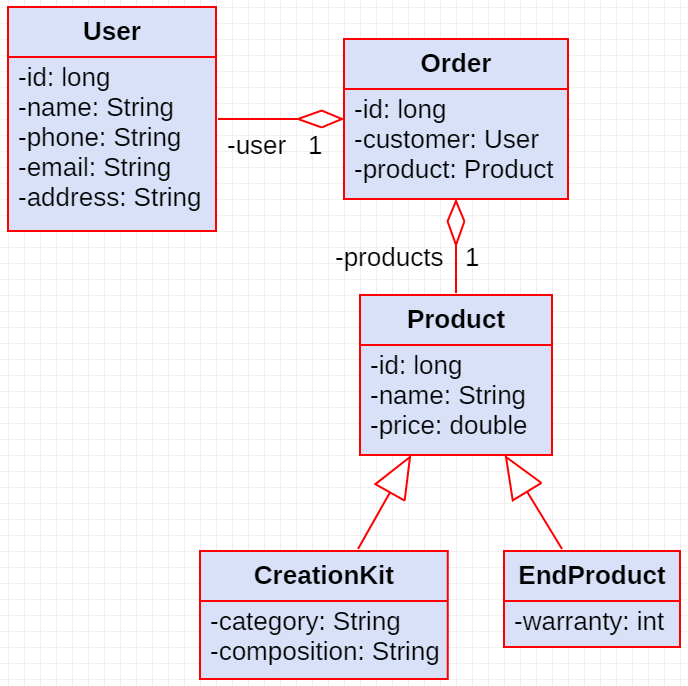 User
-id: long
-name: String
-phone: String
-email: String
-address: String
Order
-id: long
-customer: User
-product: Product
-user 1
-products 1
Product
-id: long
-name: String
-price: double
CreationKit
-category: String
-composition: String
EndProduct
-warranty: int